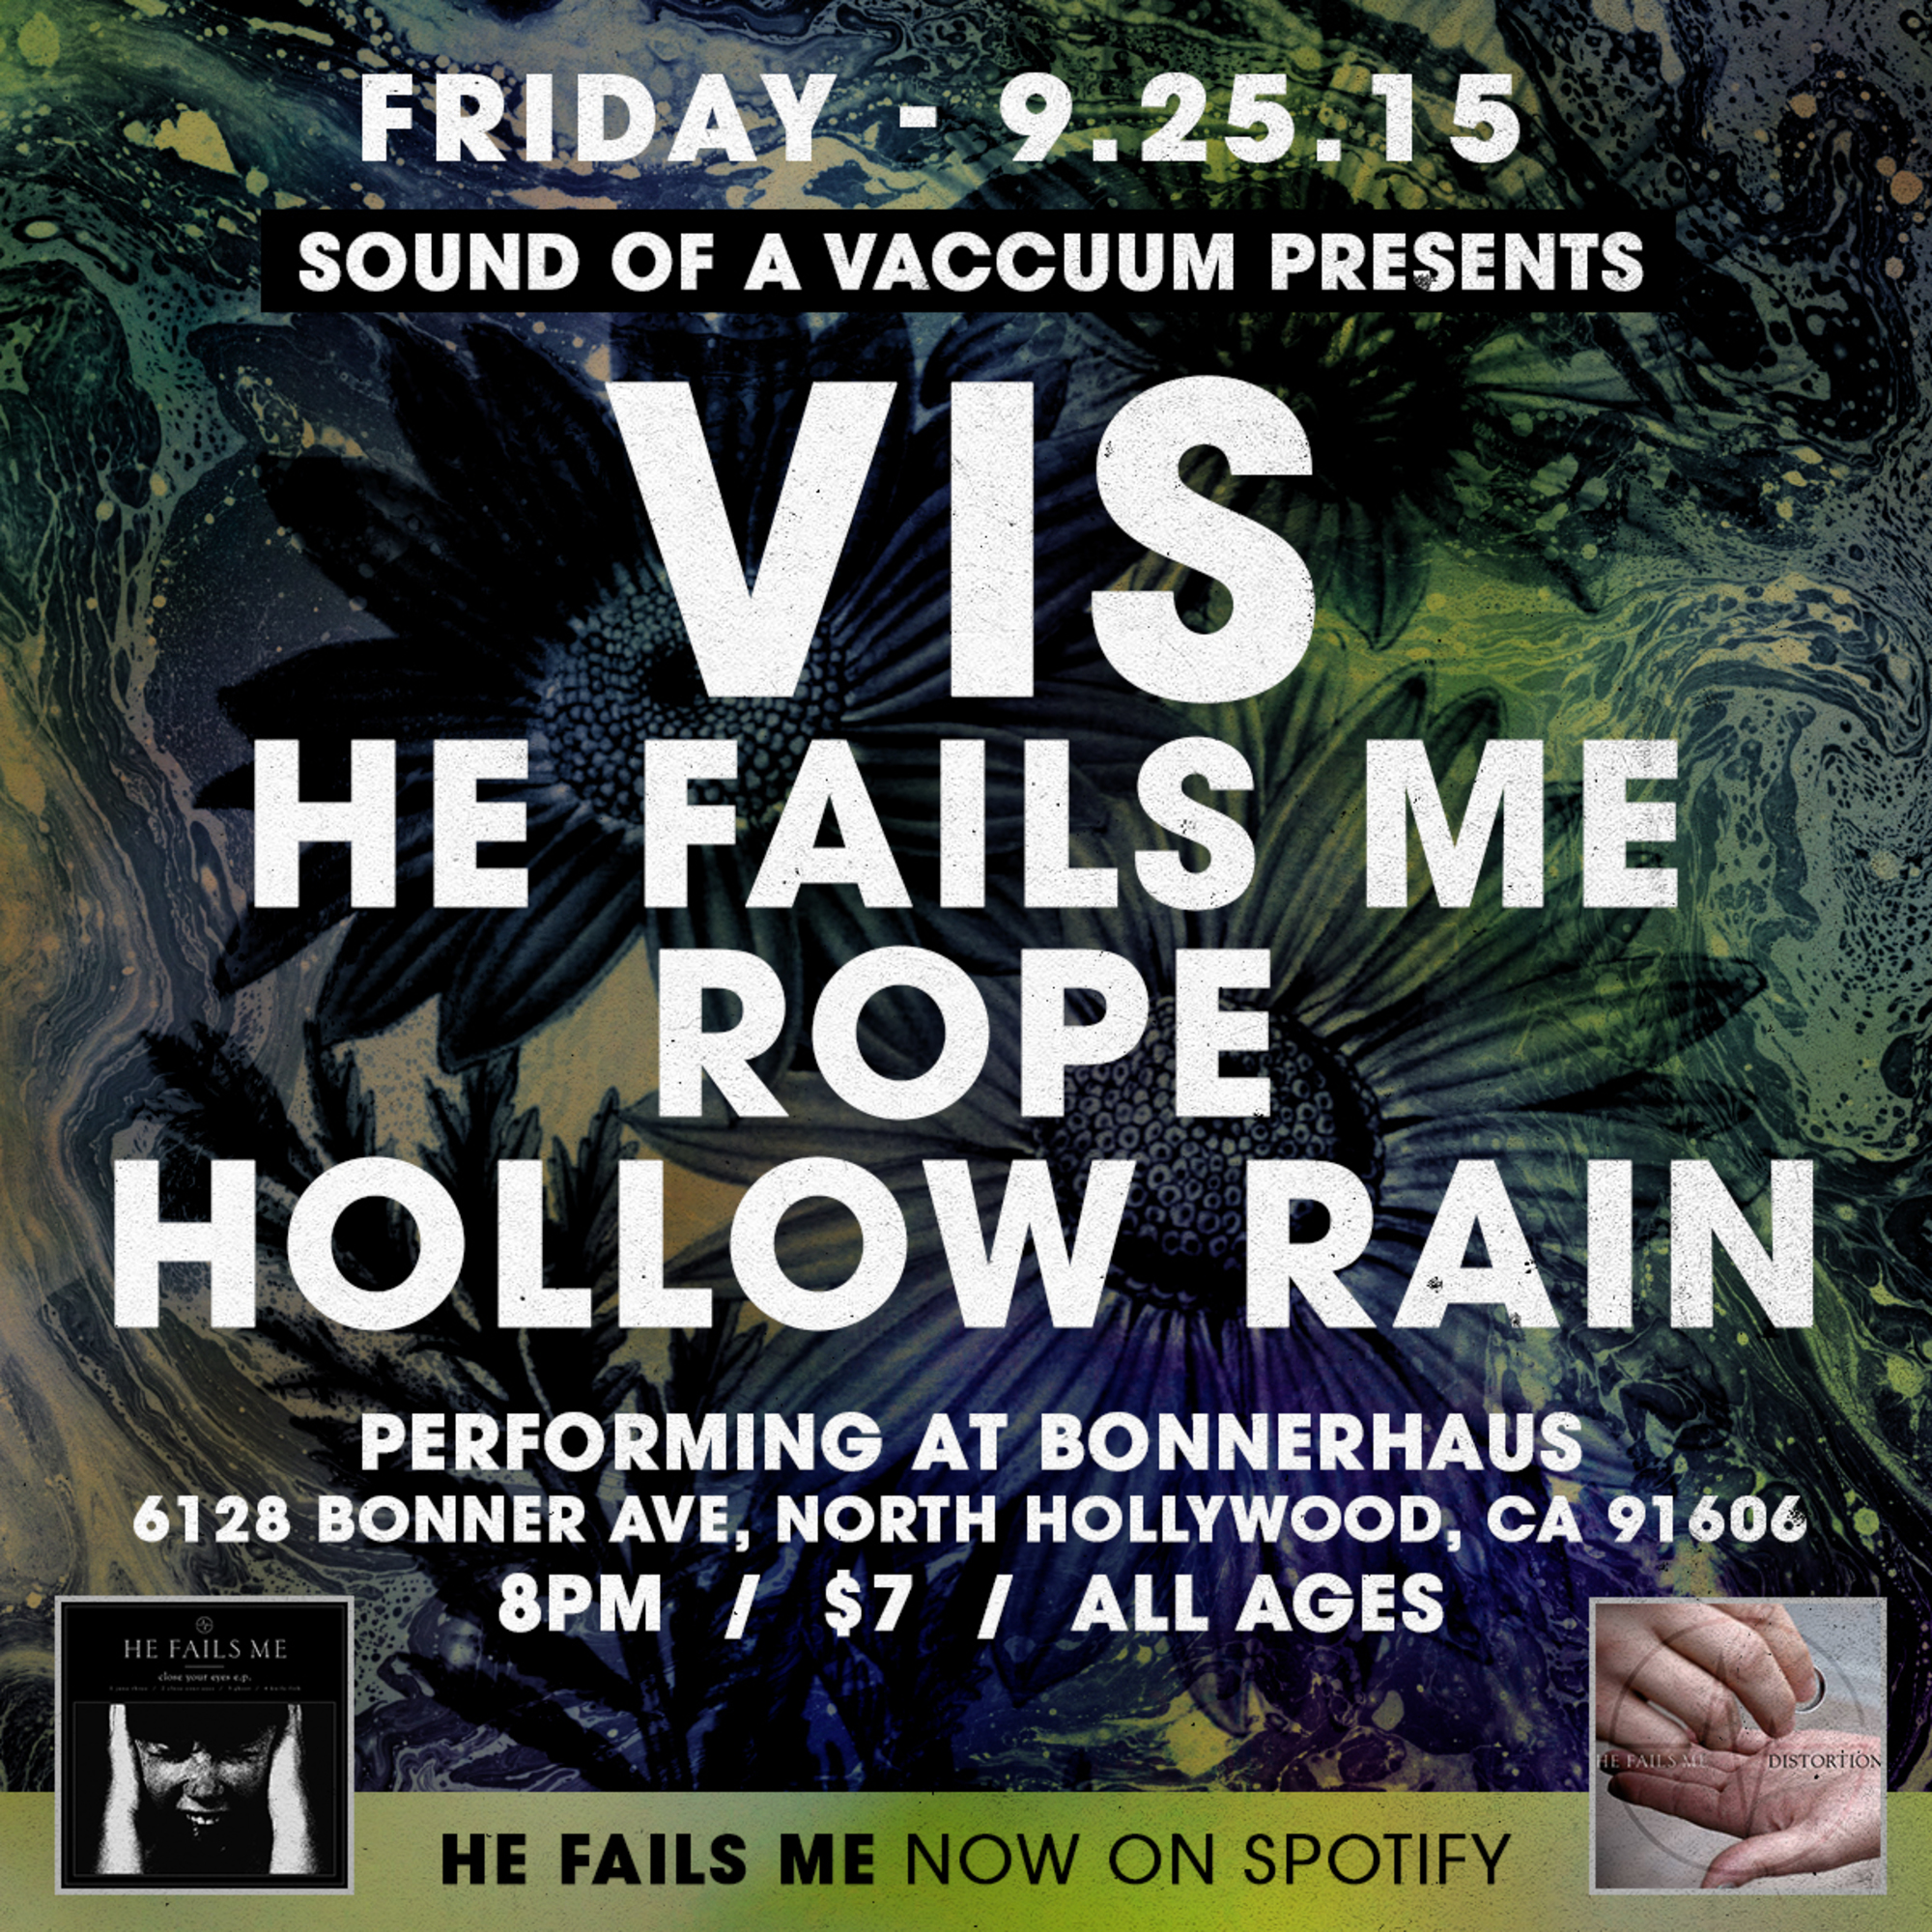 FRIDAY - 9.25.15
SOUND OF A VACCUUM PRESENTS
VIS
HE FAILS ME
ROPE
HOLLOW RAIN
PERFORMING AT BONNERHAUS
6128 BONNER AVE, NORTH HOLLYWOOD, CA 91606
8PM / $7 / ALL AGES
HE FAILS ME
close your eyes e.p.
HE FAILS ME DISTORTION
HE FAILS ME NOW ON SPOTIFY